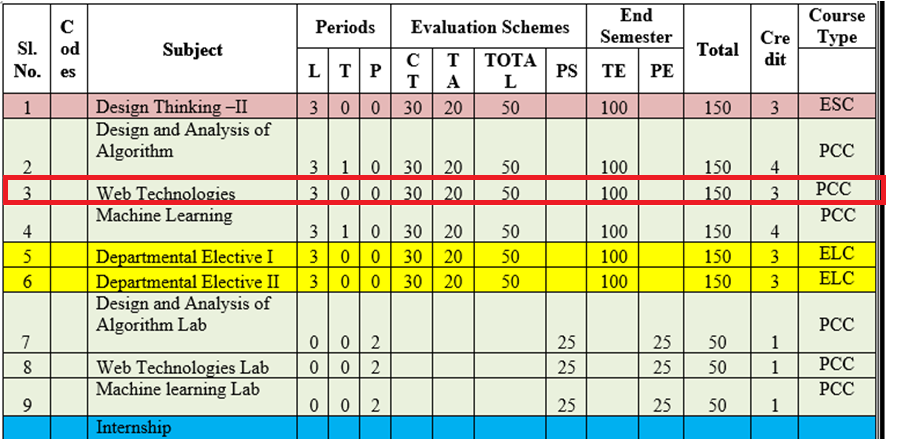 Sl. No. C od es Subject Periods Evaluation Schemes End Semester Total Cre dit Course Type
L T P C T T A TOTA L PS TE PE
1 Design Thinking –II 3 0 0 30 20 50 100 150 3 ESC
2 Design and Analysis of Algorithm 3 1 0 30 20 50 100 150 4 PCC
3 Web Technologies 3 0 0 30 20 50 100 150 3 PCC
4 Machine Learning 3 1 0 30 20 50 100 150 4 PCC
5 Departmental Elective I 3 0 0 30 20 50 100 150 3 ELC
6 Departmental Elective II 3 0 0 30 20 50 100 150 3 ELC
7 Design and Analysis of Algorithm Lab 0 0 2 25 25 50 1 PCC
8 Web Technologies Lab 0 0 2 25 25 50 1 PCC
9 Machine learning Lab 0 0 2 25 25 50 1 PCC
Internship